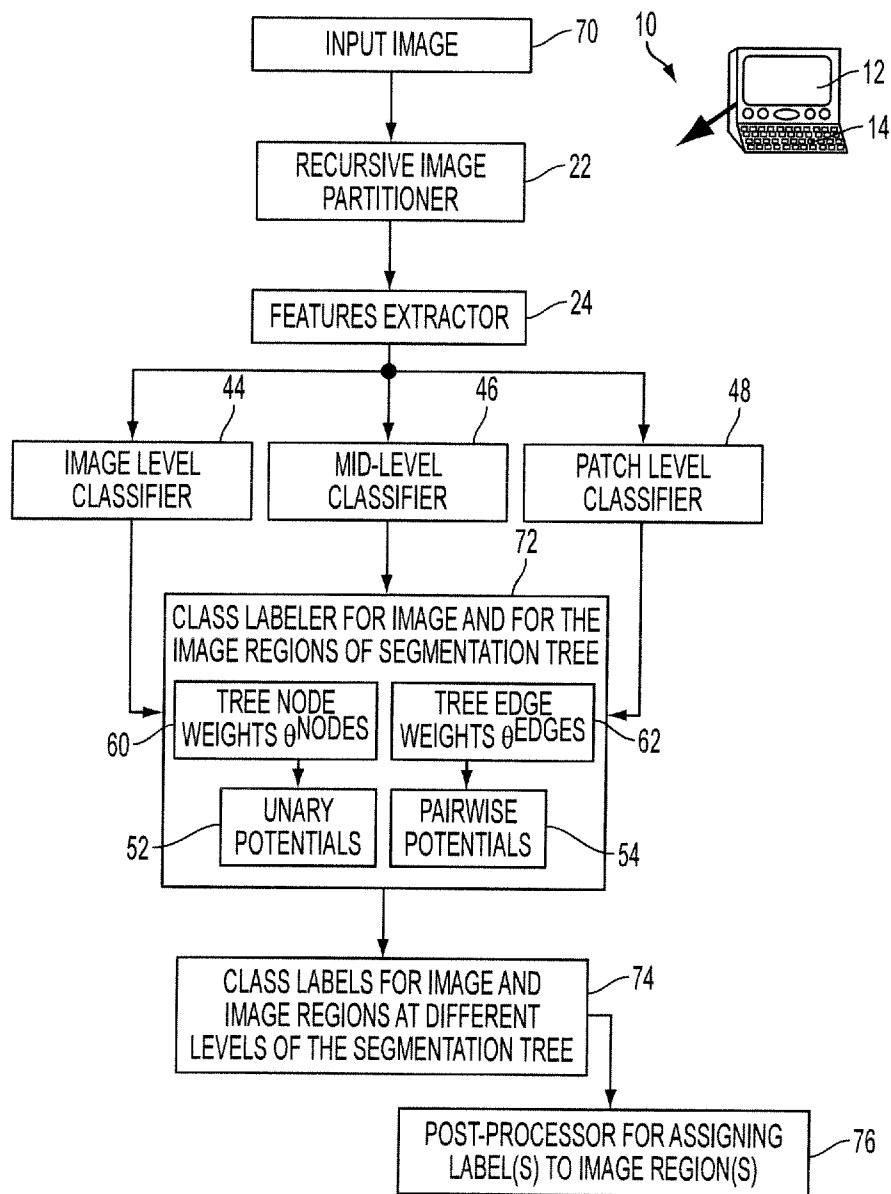 INPUT IMAGE
70
10
12
14
RECURSIVE IMAGE
PARTITIONER
22
FEATURES EXTRACTOR
24
44
46
48
IMAGE LEVEL
CLASSIFIER
MID-LEVEL
CLASSIFIER
PATCH LEVEL
CLASSIFIER
72
CLASS LABELER FOR IMAGE AND FOR THE
IMAGE REGIONS OF SEGMENTATION TREE
TREE NODE
WEIGHTS θNODES
60
TREE EDGE
WEIGHTS θEDGES
62
UNARY
POTENTIALS
52
PAIRWISE
POTENTIALS
54
CLASS LABELS FOR IMAGE AND
IMAGE REGIONS AT DIFFERENT
LEVELS OF THE SEGMENTATION TREE
74
POST-PROCESSOR FOR ASSIGNING
LABEL(S) TO IMAGE REGION(S)
76